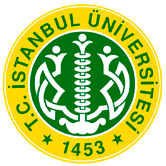 T.C. İSTANBUL ÜNİVERSİTESİ
1453